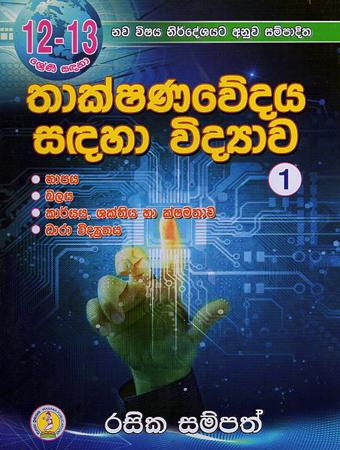 12-13
ශ්‍රේණි සඳහා
නව විෂය නිර්දේශයට අනුව සම්පාදිත
තාක්ෂණවේදය
සඳහා විද්‍යාව
1
තාපය
බලය
කාර්යය, ශක්තිය හා ක්ෂමතාව
ධාරා විද්‍යුතය
රසික සම්පත්